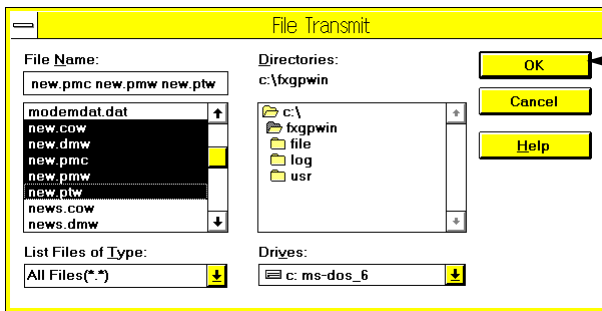 File Transmit
File Name:
new.pmc new.pmw new.ptw
modemdat.dat
new.cow
new.dmw
new.pmc
new.pmw
new.ptw
news.cow
news.dmw
List Files of Type:
All Files(*.*)
Directories:
c:\fxgpwin
c:\
fxgpwin
file
log
usr
Drives:
c: ms-dos_6
OK
Cancel
Help